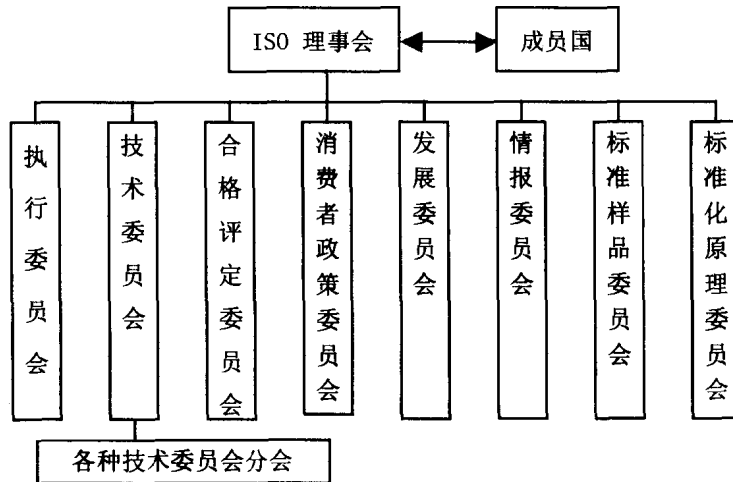 ISO 理事会
成员国
执行委员会
技术委员会
合格评定委员会
消费者政策委员会
发展委员会
情报委员会
标准样品委员会
标准化原理委员会
各种技术委员会分会